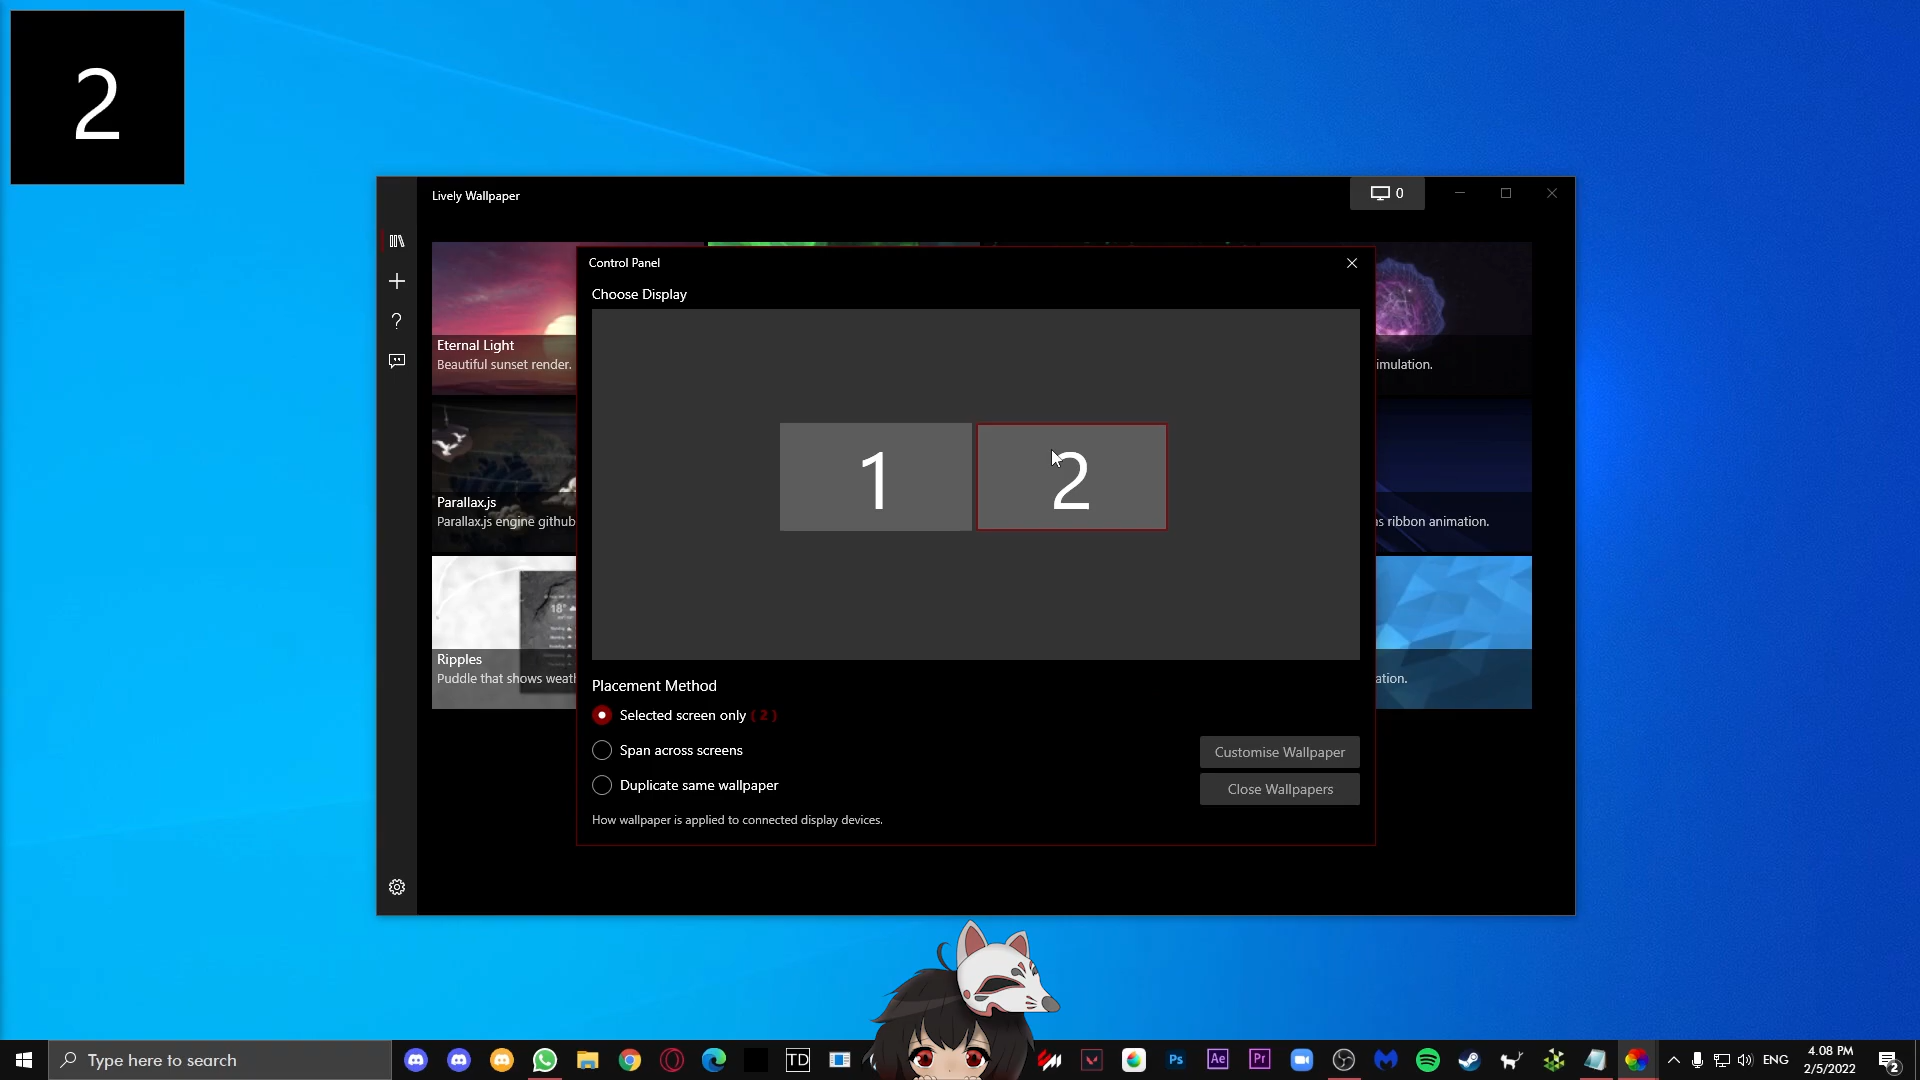 2
Lively Wallpaper
0
Control Panel
Choose Display
Eternal Light
Beautiful sunset render.
imulation.
1
2
Parallax.js
Parallax.js engine github
ribbon animation.
18°
Ripples
Puddle that shows weath
ation.
Placement Method
Selected screen only ( 2 )
Span across screens
Customise Wallpaper
Duplicate same wallpaper
Close Wallpapers
How wallpaper is applied to connected display devices.
Type here to search
TD
Ps
Ae
Pr
ENG
4.08 PM
2/5/2022
2